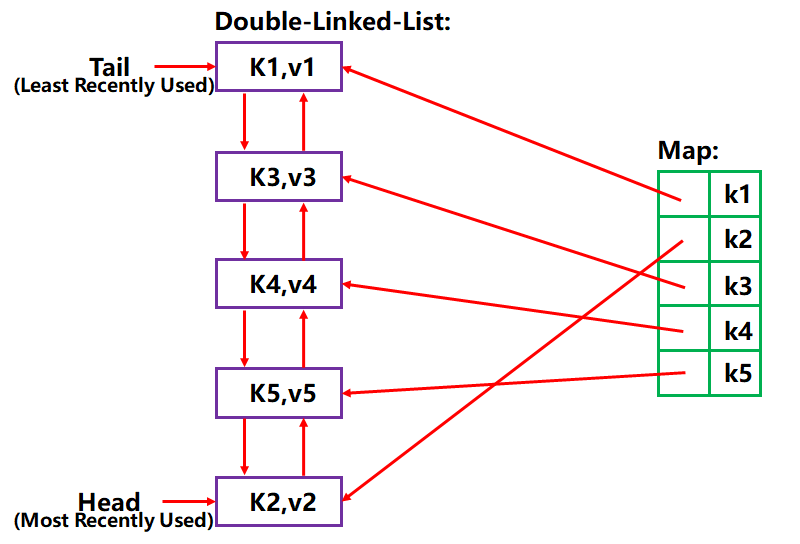 Double-Linked-List:
Tail
(Least Recently Used)
K1,v1
K3,v3
K4,v4
K5,v5
Head
(Most Recently Used)
K2,v2
Map:
k1
k2
k3
k4
k5